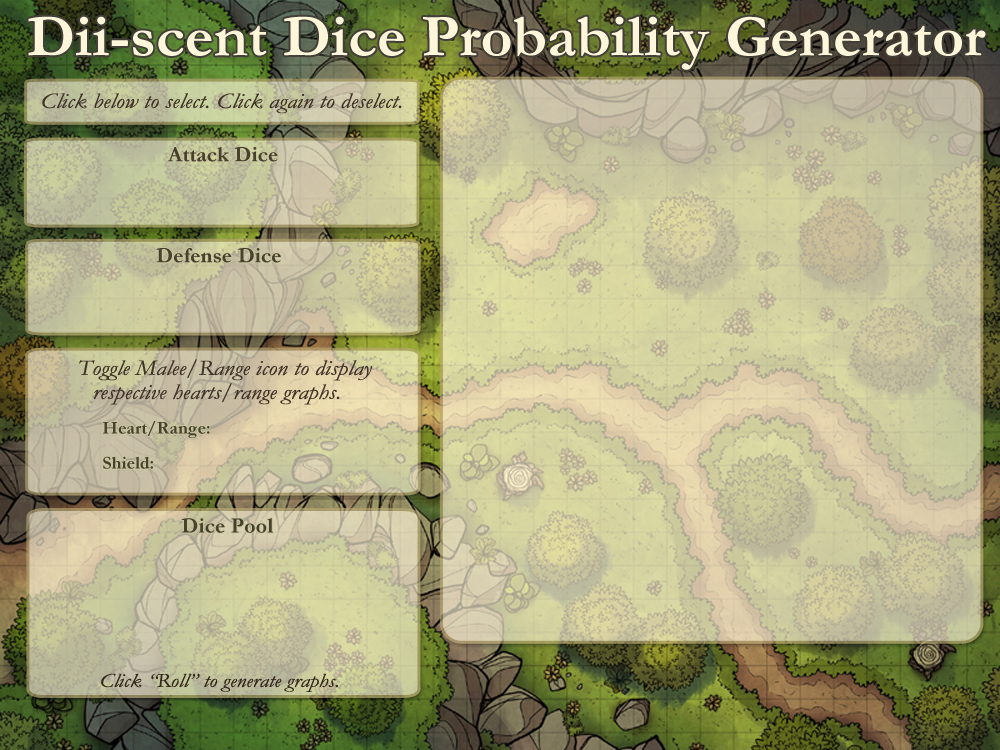 Dii-scent Dice Probability Generator
Click below to select. Click again to deselect.
Attack Dice
Defense Dice
Toggle Malee/Range icon to display
respective hearts/range graphs.
Heart/Range:
Shield:
Dice Pool
Click “Roll” to generate graphs.